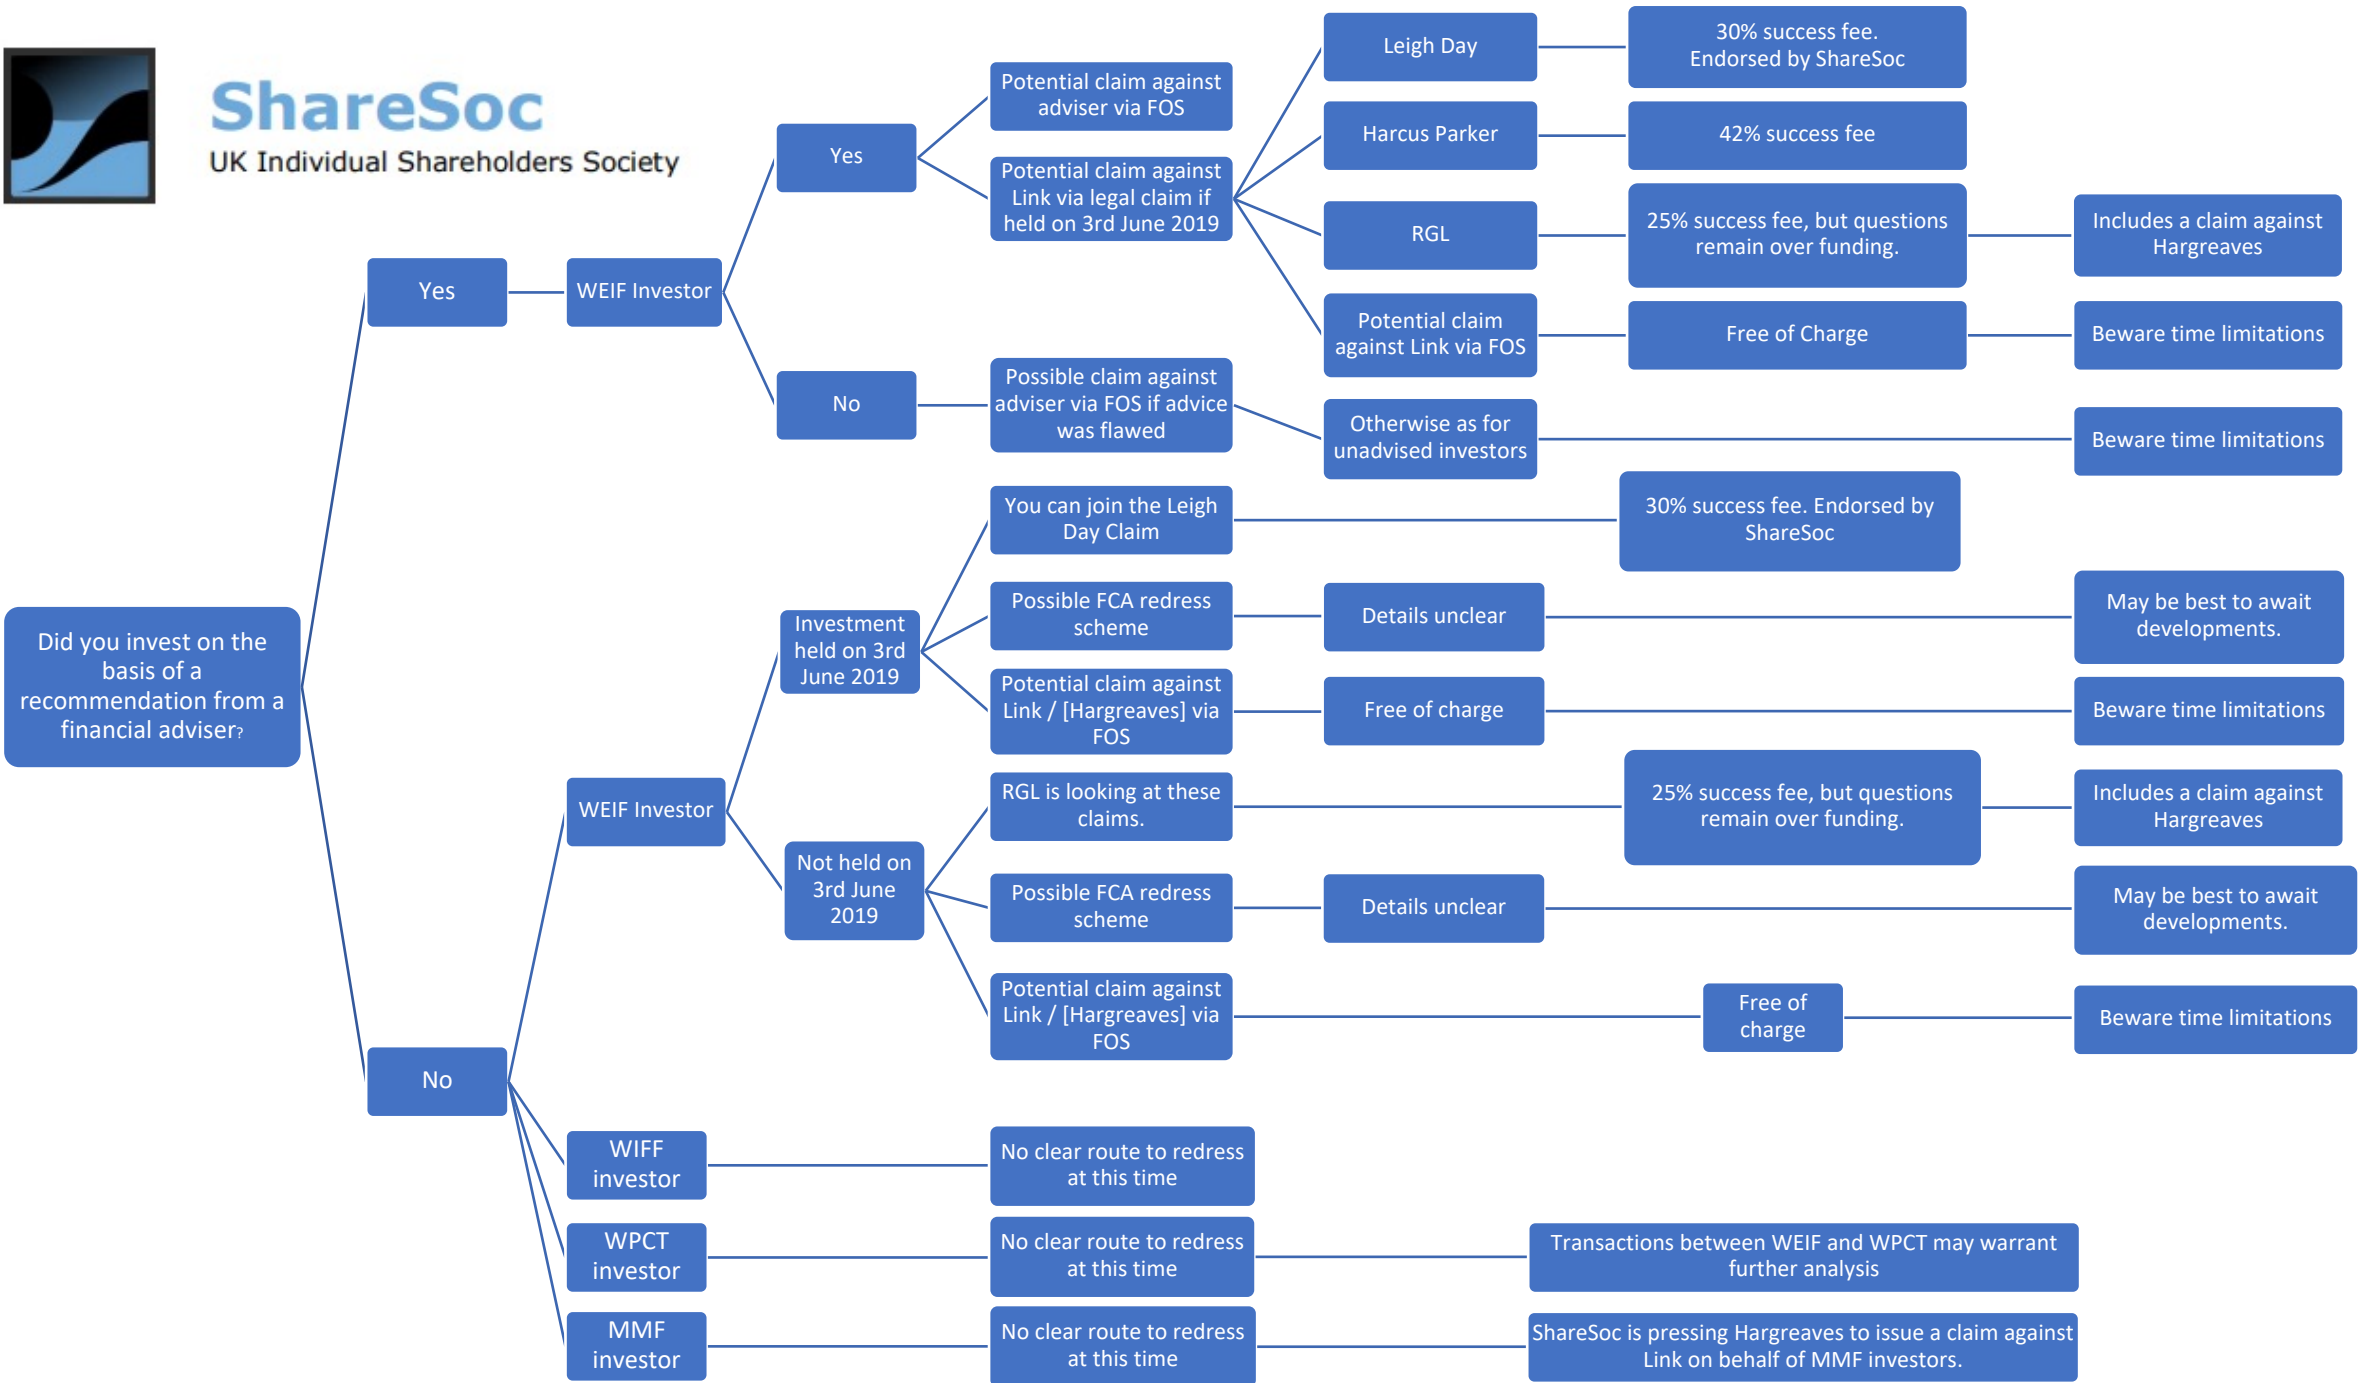 ShareSoc
UK Individual Shareholders Society
Did you invest on the
basis of a
recommendation from a
financial adviser?
Yes
WEIF Investor
Yes
Potential claim against
adviser via FOS
Potential claim against
Link via legal claim if
held on 3rd June 2019
Leigh Day
30% success fee.
Endorsed by ShareSoc
Harcus Parker
42% success fee
RGL
25% success fee, but questions
remain over funding.
Includes a claim against
Hargreaves
Potential claim
against Link via FOS
Free of Charge
Beware time limitations
No
Possible claim against
adviser via FOS if advice
was flawed
Otherwise as for
unadvised investors
Beware time limitations
No
WEIF Investor
Investment
held on 3rd
June 2019
You can join the Leigh
Day Claim
30% success fee. Endorsed by
ShareSoc
Possible FCA redress
scheme
Details unclear
May be best to await
developments.
Potential claim against
Link / [Hargreaves] via
FOS
Free of charge
Beware time limitations
Not held on
3rd June
2019
RGL is looking at these
claims.
25% success fee, but questions
remain over funding.
Includes a claim against
Hargreaves
Possible FCA redress
scheme
Details unclear
May be best to await
developments.
Potential claim against
Link / [Hargreaves] via
FOS
Free of
charge
Beware time limitations
WIFF
investor
No clear route to redress
at this time
WPCT
investor
No clear route to redress
at this time
Transactions between WEIF and WPCT may warrant
further analysis
MMF
investor
No clear route to redress
at this time
ShareSoc is pressing Hargreaves to issue a claim against
Link on behalf of MMF investors.